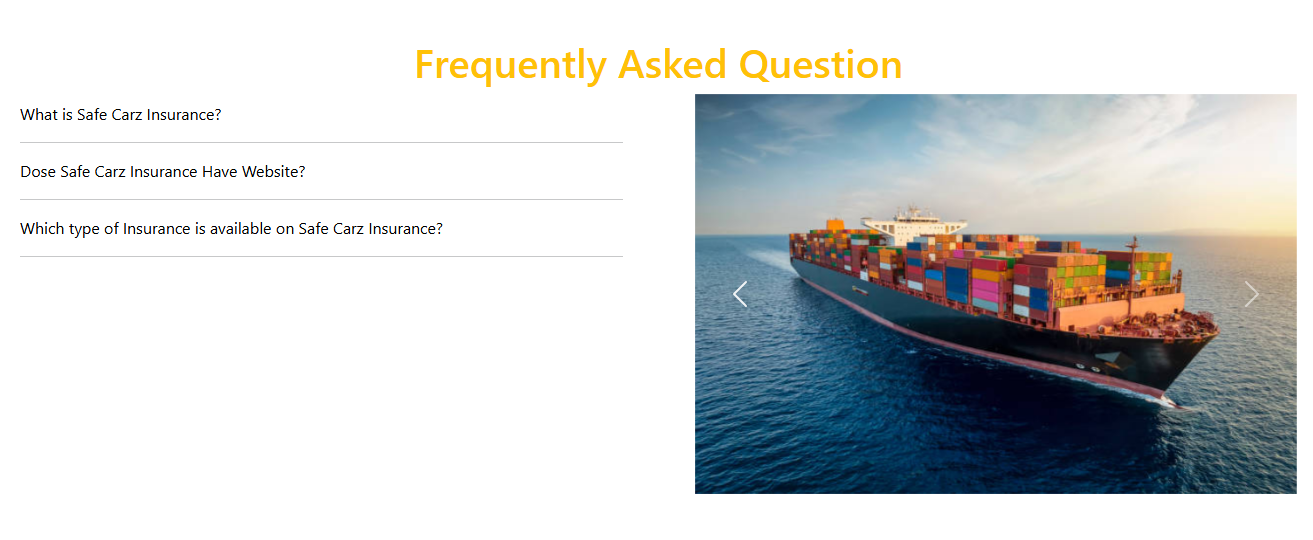 Frequently Asked Question
What is Safe Carz Insurance?
Dose Safe Carz Insurance Have Website?
Which type of Insurance is available on Safe Carz Insurance?